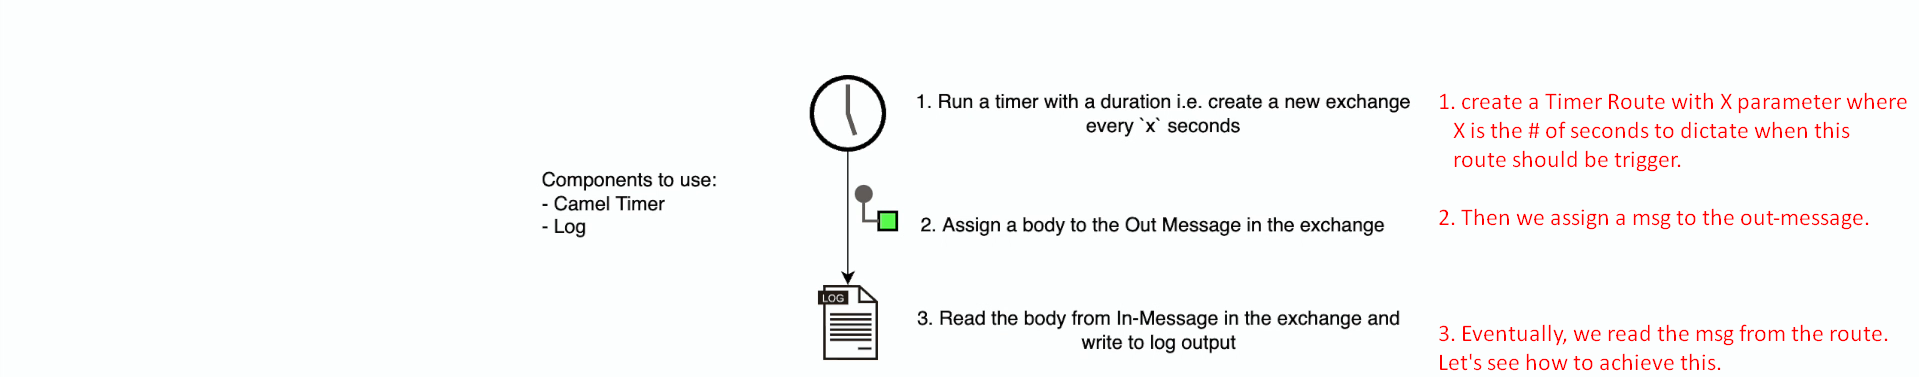 1. Run a timer with a duration i.e. create a new exchange
every `x` seconds
1. create a Timer Route with X parameter where
X is the # of seconds to dictate when this
route should be trigger.
Components to use:
- Camel Timer
- Log
2. Assign a body to the Out Message in the exchange
2. Then we assign a msg to the out-message.
LOG
3. Read the body from In-Message in the exchange and
write to log output
3. Eventually, we read the msg from the route.
Let's see how to achieve this.